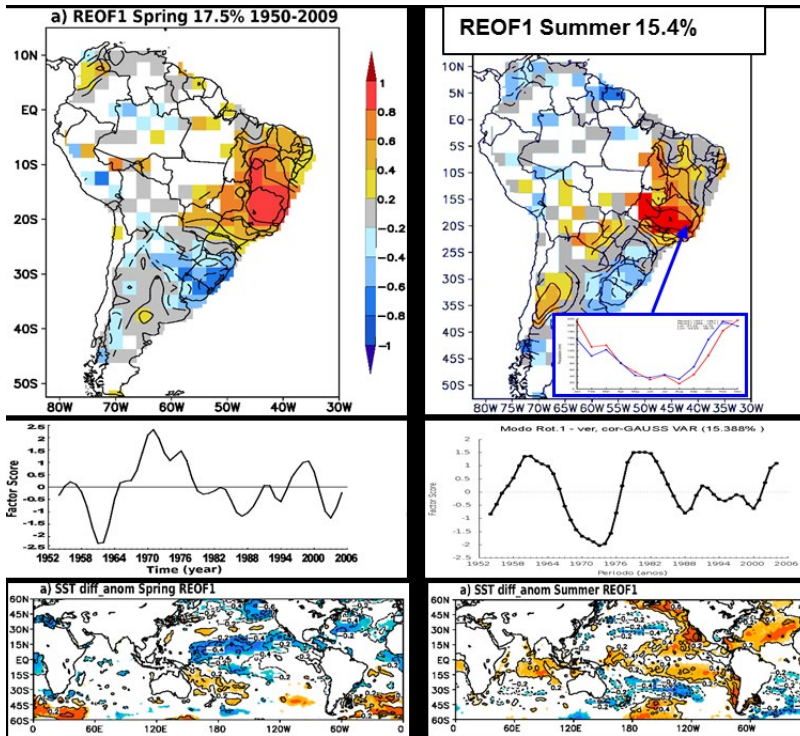 a) REOF1 Spring 17.5% 1950-2009
10N
EQ
10S
20S
30S
40S
50S
80W 70W 60W 50W 40W 30W
1
0.8
0.6
0.4
0.2
−0.2
−0.4
−0.6
−0.8
−1
REOF1 Summer 15.4%
10N
5N
EQ
5S
10S
15S
20S
25S
30S
35S
40S
45S
50S
80W 75W 70W 65W 60W 55W 50W 45W 40W 35W 30W
Factor Score
2.5
2
1.5
1
0.5
0
-0.5
-1
-1.5
-2
-2.5
1952 1958 1964 1970 1976 1982 1988 1994 2000 2006
Time (year)
Modo Rot.1 - ver, cor-GAUSS VAR (15.388% )
Factor Score
2.5
2
1.5
1
0.5
0
-0.5
-1
-1.5
-2
-2.5
1952 1958 1964 1970 1976 1982 1988 1994 2000 2006
Período (anos)
a) SST diff_anom Spring REOF1
60N
45N
30N
15N
EQ
15S
30S
45S
60S
0 60E 120E 180 120W 60W 0
a) SST diff_anom Summer REOF1
60N
45N
30N
15N
EQ
15S
30S
45S
60S
0 60E 120E 180 120W 60W 0